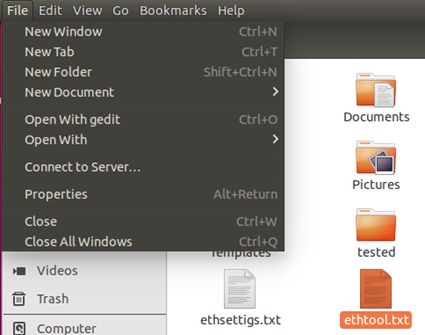 File Edit View Go Bookmarks Help
New Window Ctrl+N
New Tab Ctrl+T
New Folder Shift+Ctrl+N
New Document
Open With gedit Ctrl+O
Open With
Connect to Server...
Properties Alt+Return
Close Ctrl+W
Close All Windows Ctrl+Q
Videos
Trash
Computer
Documents
Pictures
Templates
tested
ethsettigs.txt
ethtool.txt